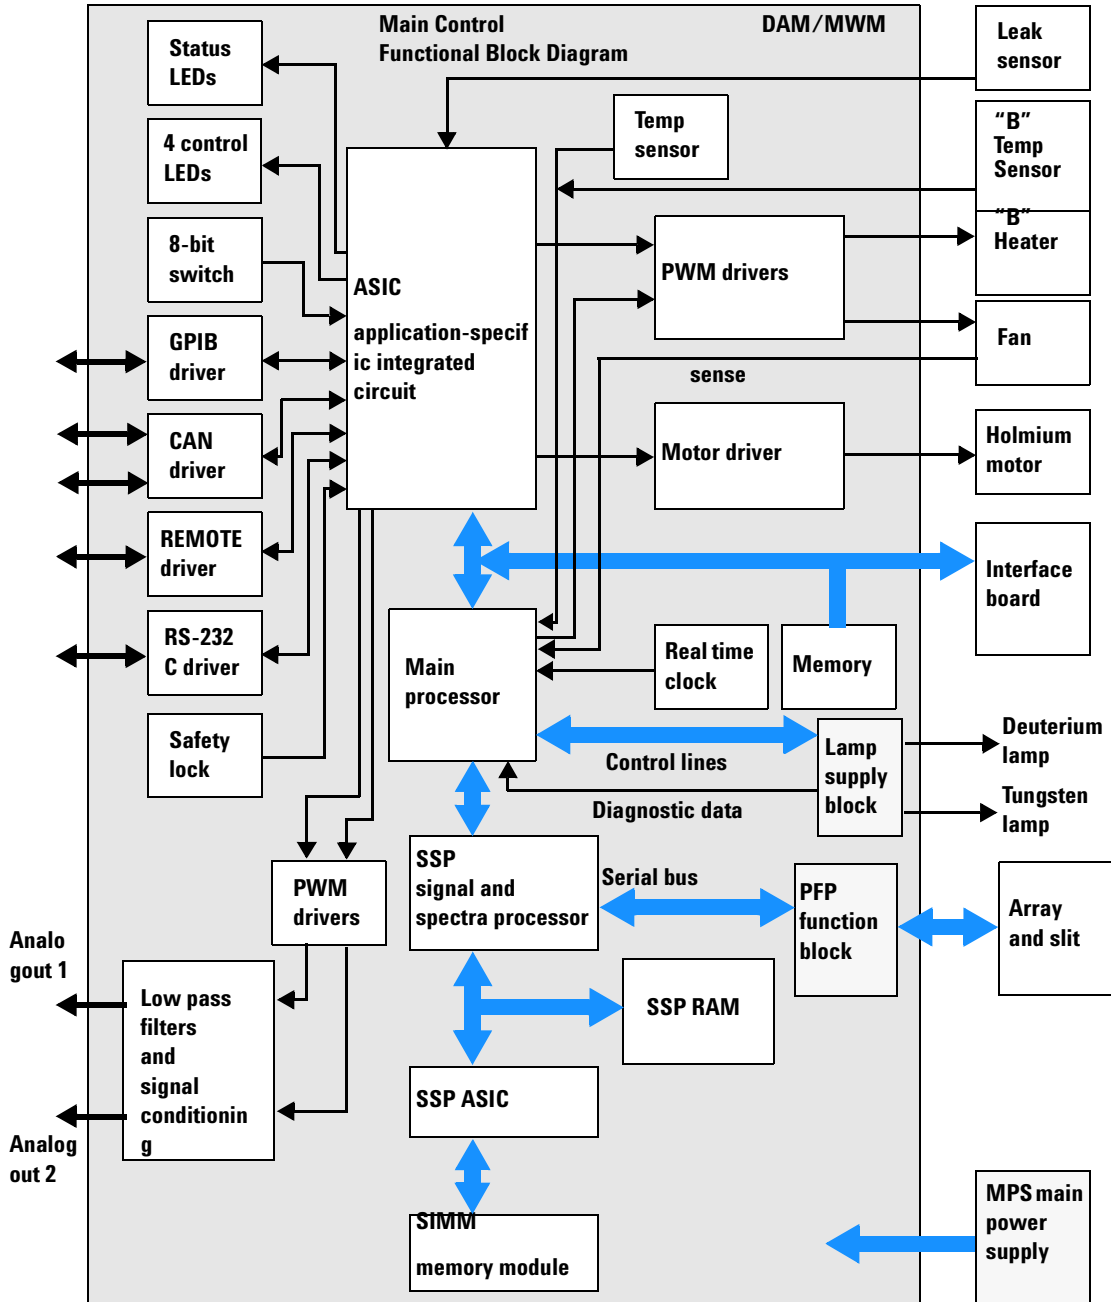 Main Control
Functional Block Diagram
DAM/MWM
Status
LEDs
4 control
LEDs
8-bit
switch
GPIB
driver
CAN
driver
REMOTE
driver
RS-232
C driver
Safety
lock
ASIC
application-specif
ic integrated
circuit
Temp
sensor
Leak
sensor
"B"
Temp
Sensor
"B"
Heater
PWM drivers
Fan
sense
Motor driver
Holmium
motor
Interface
board
Main
processor
Real time
clock
Memory
Control lines
Diagnostic data
Lamp
supply
block
Deuterium
lamp
Tungsten
lamp
SSP
signal and
spectra processor
Serial bus
PFP
function
block
Array
and slit
PWM
drivers
Analo
gout 1
Low pass
filters
and
signal
conditionin
g
Analog
out 2
SSP RAM
SSP ASIC
SIMM
memory module
MPS main
power
supply